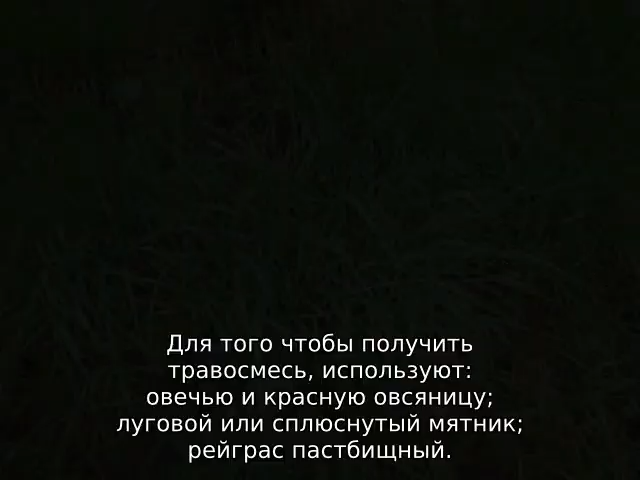 Для того чтобы получить
травосмесь, используют:
овечью и красную овсяницу;
луговой или сплюснутый мятник;
рейграс пастбищный.